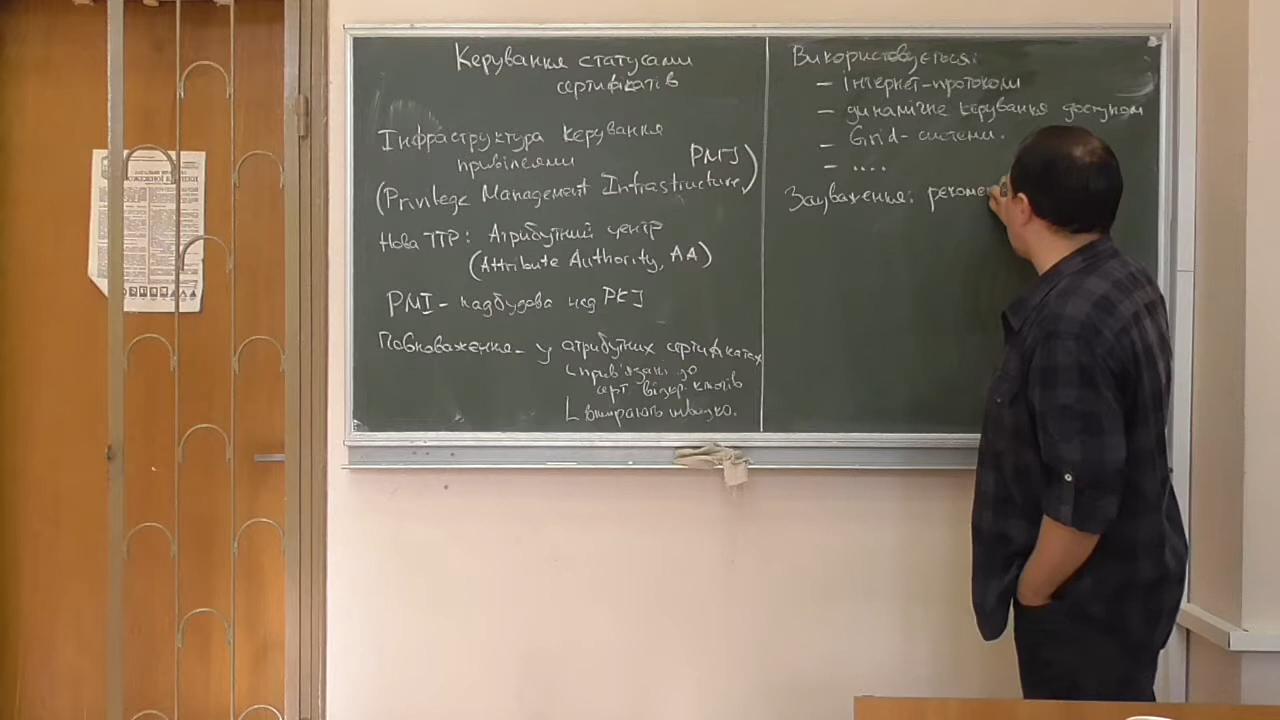 Керування статусами
сертифікатів
Інфраструктура керування
привілеями
(Privilege Management Infrastructure, PMI)
Нова ТТР: Атрибутний центр
(Attribute Authority, AA)
PMI - надбудова над PKI
Повноваження - у атрибутних сертифікатах
прив'язані до
серт. відкр. ключів
вмирають швидко.
Використовується:
- інтернет-протоколи
- динамічне керування доступом
- Grid-системи.
- ....
Зауваження: рекоме